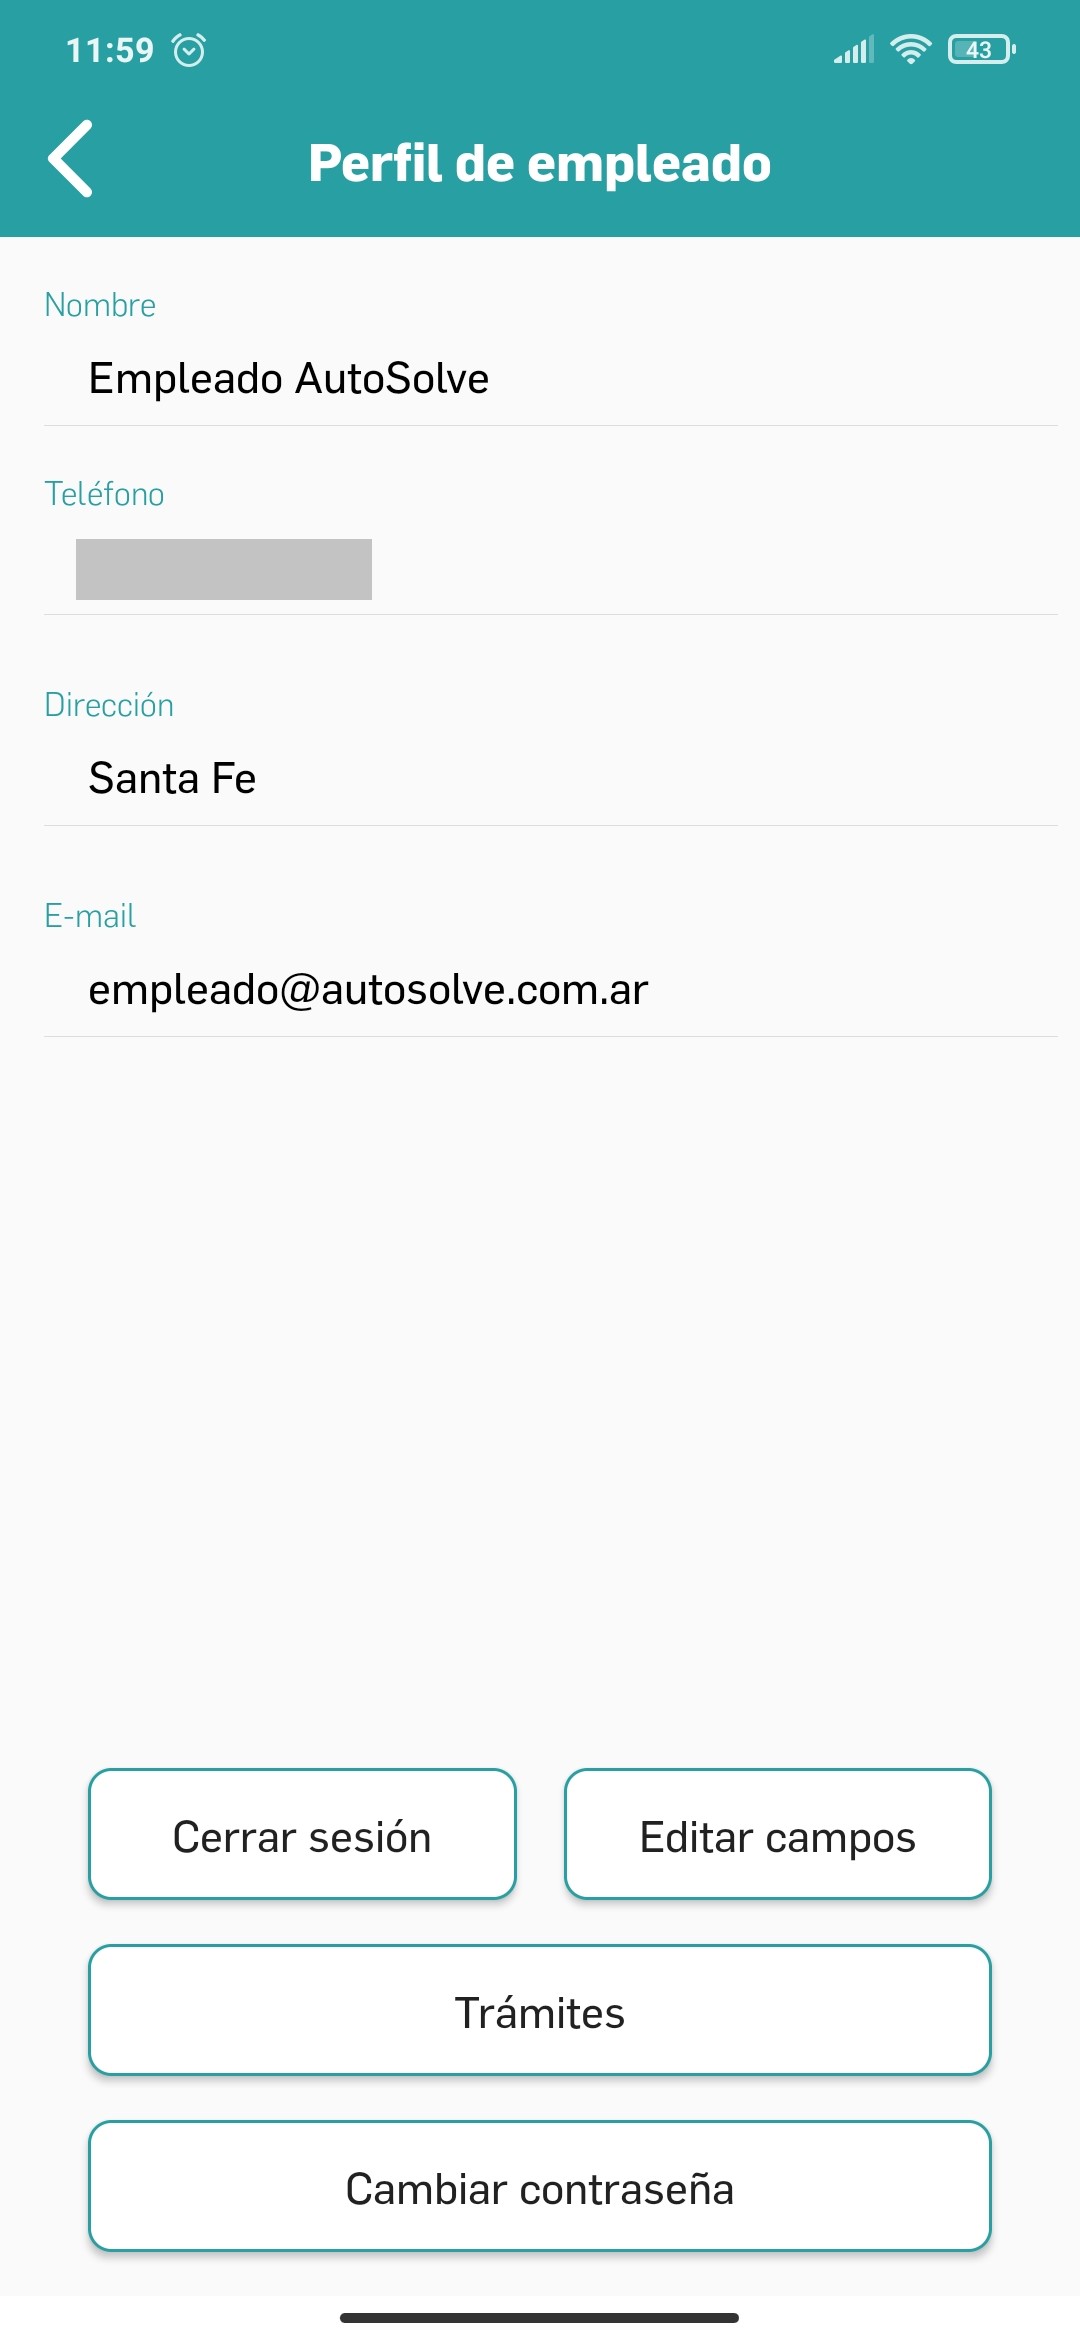 11:59
43
Perfil de empleado
Nombre
Empleado AutoSolve
Teléfono
Dirección
Santa Fe
E-mail
empleado@autosolve.com.ar
Cerrar sesión
Editar campos
Trámites
Cambiar contraseña